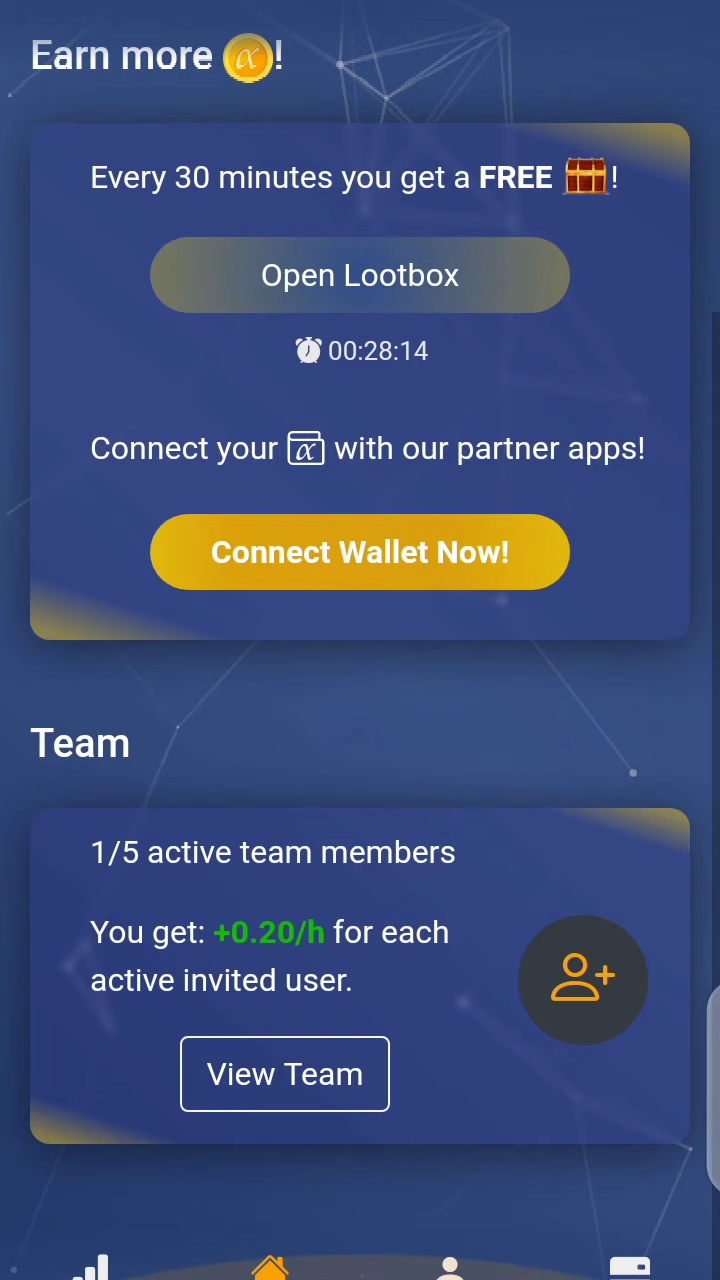 Earn more α!
Every 30 minutes you get a FREE !
Open Lootbox
00:28:14
Connect your α with our partner apps!
Connect Wallet Now!
Team
1/5 active team members
You get: +0.20/h for each
active invited user.
View Team